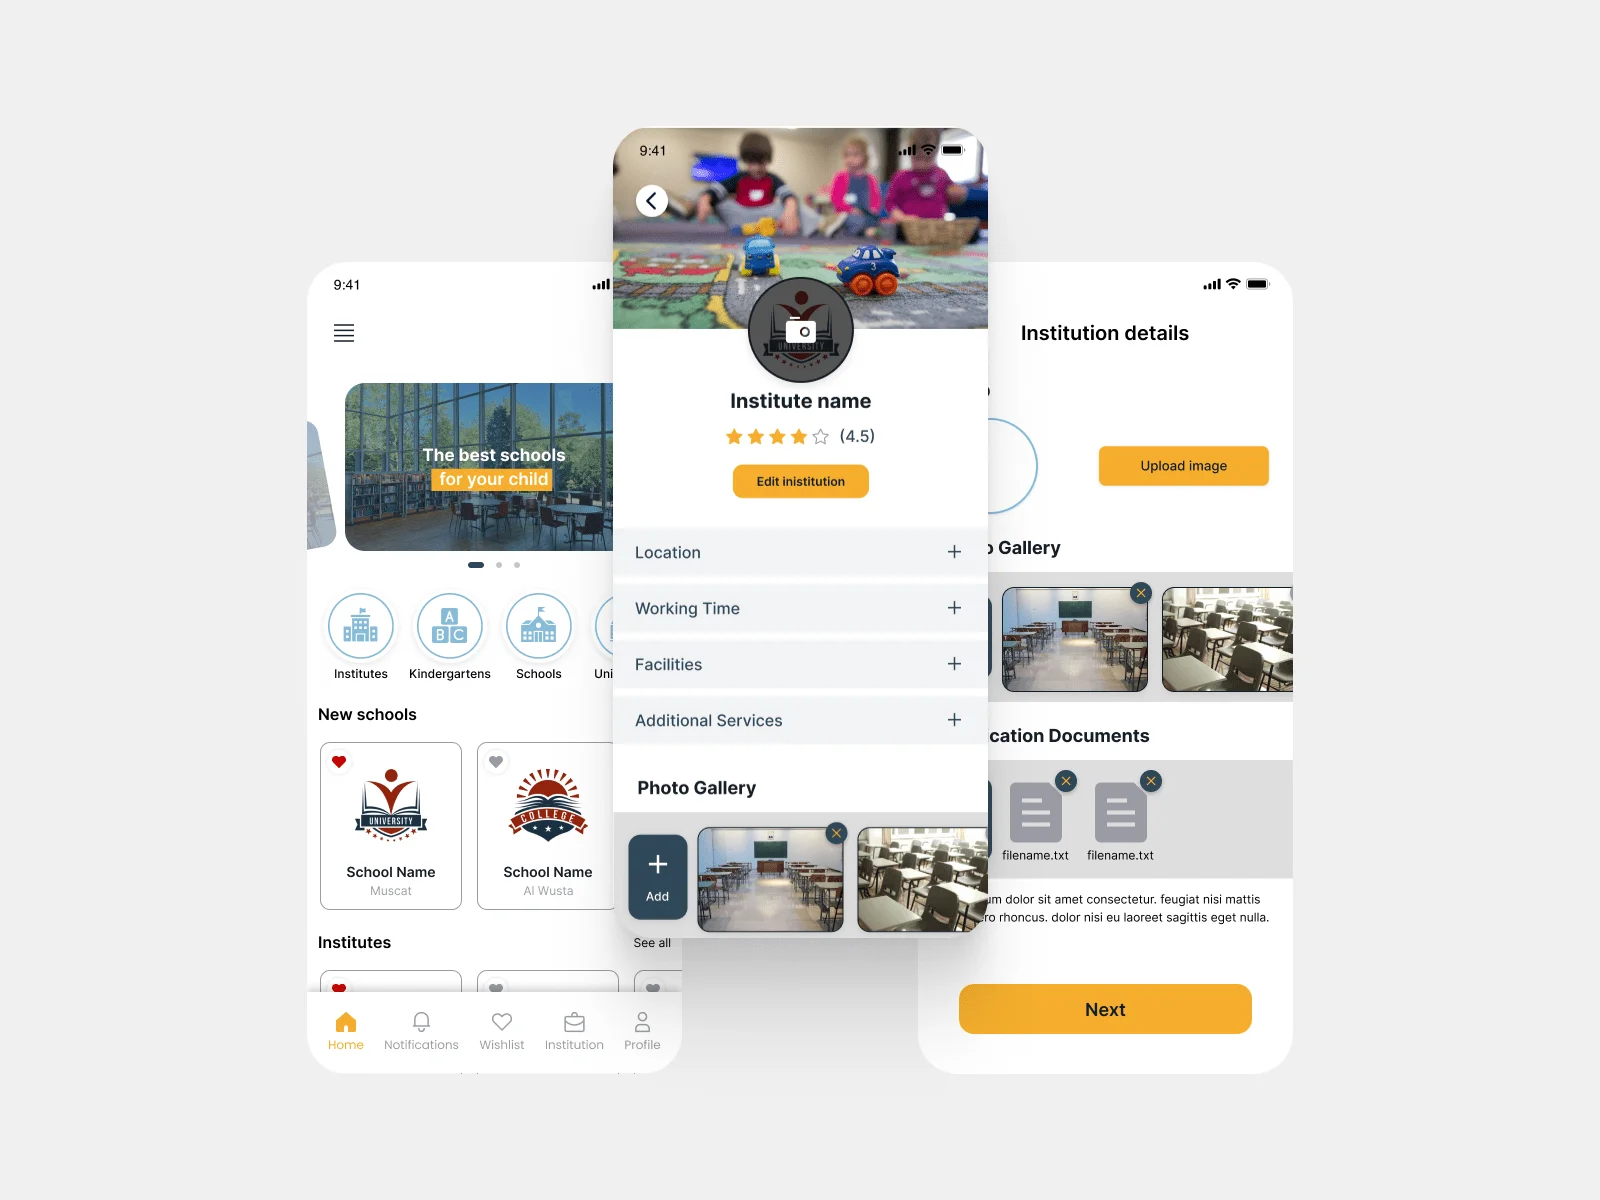 9:41
The best schools
for your child
A
B C
Institutes
Kindergartens
Schools
Uni
New schools
UNIVERSITY
School Name
Muscat
COLLEGE
School Name
Al Wusta
Institutes
See all
Home
Notifications
Wishlist
Institution
Profile
9:41
3
UNIVERSITY
Institute name
(4.5)
Edit inistitution
Location
Working Time
Facilities
Additional Services
Photo Gallery
Add
Institution details
Upload image
o Gallery
cation Documents
filename.txt
filename.txt
um dolor sit amet consectetur. feugiat nisi mattis
ero rhoncus. dolor nisi eu laoreet sagittis eget nulla.
Next